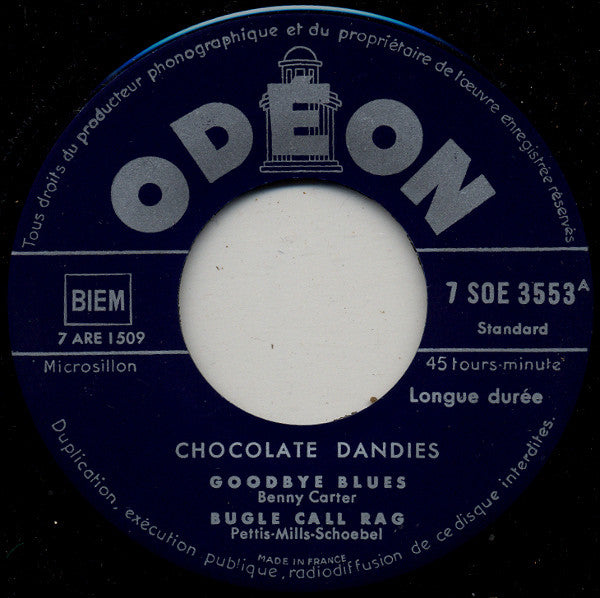 Tous droits du producteur phonographique et du propriétaire de l'œuvre enregistrée réservés
ODÉON
BIEM
7 ARE 1509
Microsillon
7 SOE 3553 A
Standard
45 tours-minute
Longue durée
CHOCOLATE DANDIES
GOODBYE BLUES
Benny Carter
BUGLE CALL RAG
Pettis-Mills-Schoebel
MADE IN FRANCE
Duplication, exécution publique, radiodiffusion de ce disque interdites.